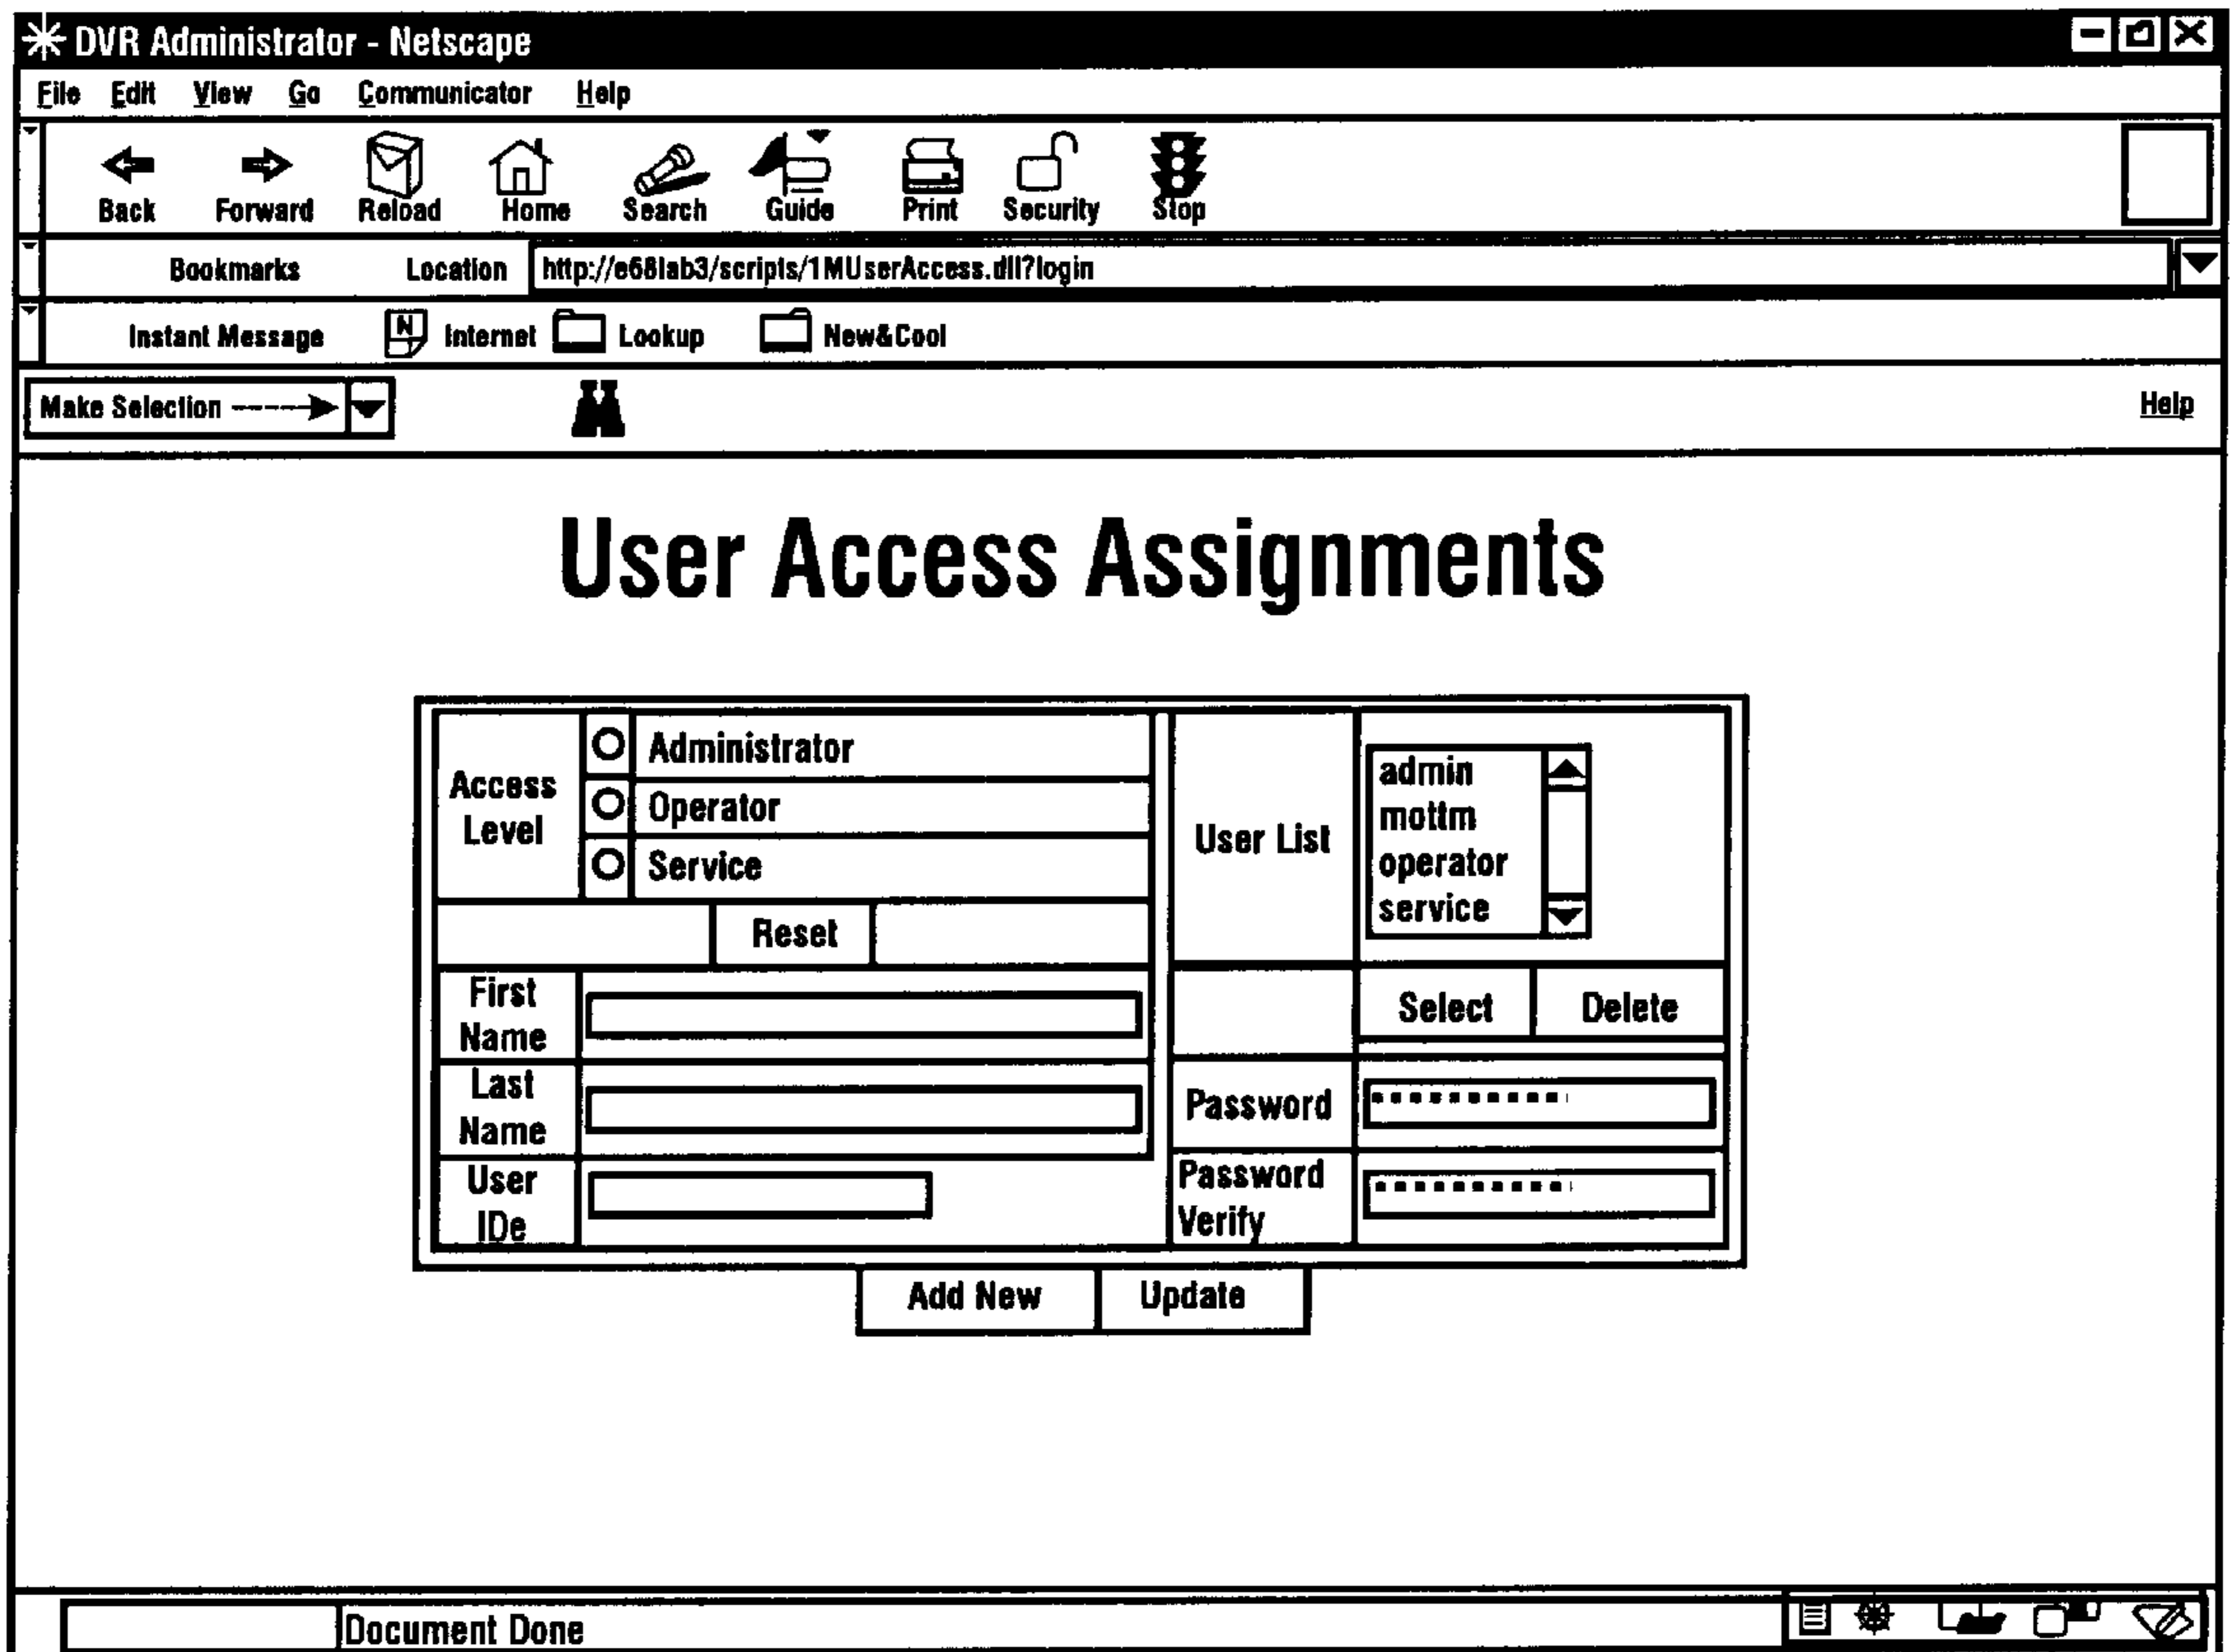 DVR Administrator - Netscape
File Edit View Go Communicator Help
Back Forward Reload Home Search Guide Print Security Stop
Bookmarks Location http://e68lab3/scripts/1MUserAccess.dll?login
Instant Message N Internet Lookup New&Cool
Make Selection Help
User Access Assignments
Access
Level
Administrator
Operator
Service
Reset
User List
admin
mottm
operator
service
Select Delete
First
Name
Last
Name
User
IDe
Password
Password
Verify
Add New Update
Document Done